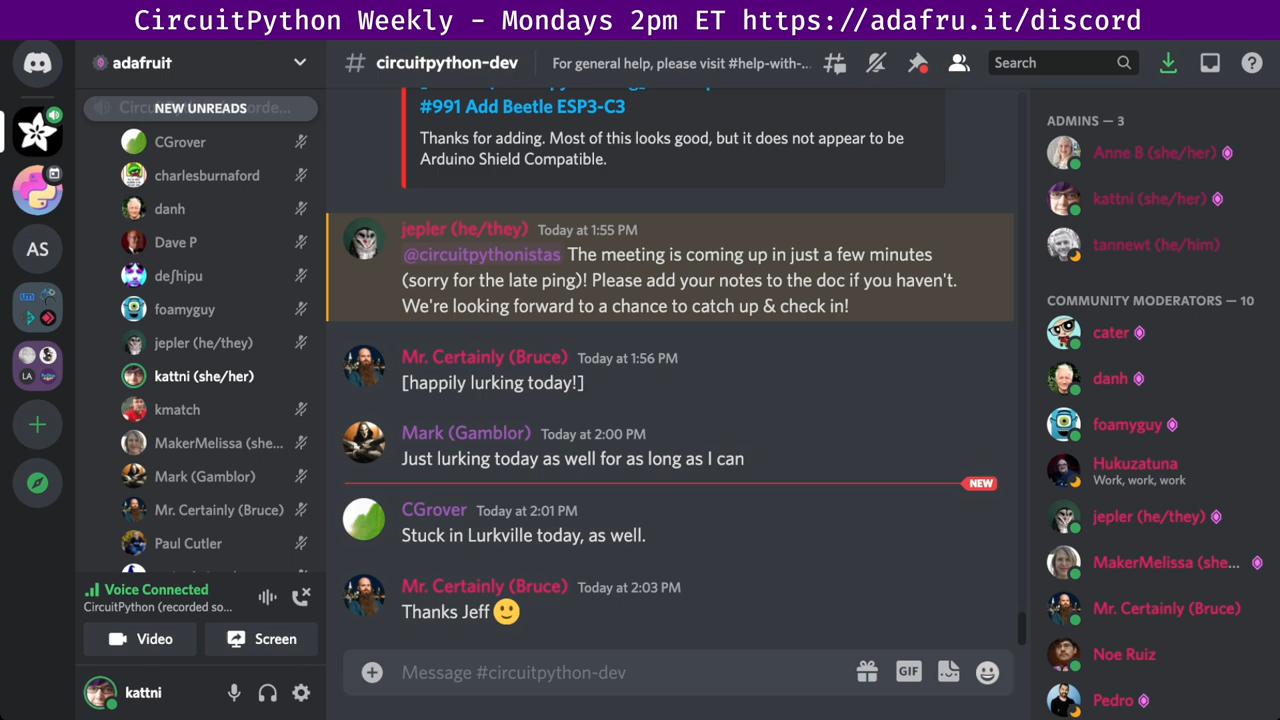 CircuitPython Weekly - Mondays 2pm ET https://adafru.it/discord
adafruit
NEW UNREADS
CGrover
charlesburnaford
danh
Dave P
deʃhipu
foamyguy
jepler (he/they)
kattni (she/her)
kmatch
MakerMelissa (she...
Mark (Gamblor)
Mr. Certainly (Bruce)
Paul Cutler
Voice Connected
CircuitPython (recorded so...
Video
Screen
kattni
AS
LA
# circuitpython-dev
For general help, please visit #help-with-...
Search
#991 Add Beetle ESP3-C3
Thanks for adding. Most of this looks good, but it does not appear to be
Arduino Shield Compatible.
jepler (he/they) Today at 1:55 PM
@circuitpythonistas The meeting is coming up in just a few minutes
(sorry for the late ping)! Please add your notes to the doc if you haven't.
We're looking forward to a chance to catch up & check in!
Mr. Certainly (Bruce) Today at 1:56 PM
[happily lurking today!]
Mark (Gamblor) Today at 2:00 PM
Just lurking today as well for as long as I can
NEW
CGrover Today at 2:01 PM
Stuck in Lurkville today, as well.
Mr. Certainly (Bruce) Today at 2:03 PM
Thanks Jeff
Message #circuitpython-dev
GIF
ADMINS — 3
Anne B (she/her)
kattni (she/her)
tannewt (he/him)
COMMUNITY MODERATORS — 10
cater
danh
foamyguy
Hukuzatuna
Work, work, work
jepler (he/they)
MakerMelissa (she...
Mr. Certainly (Bruce)
Noe Ruiz
Pedro